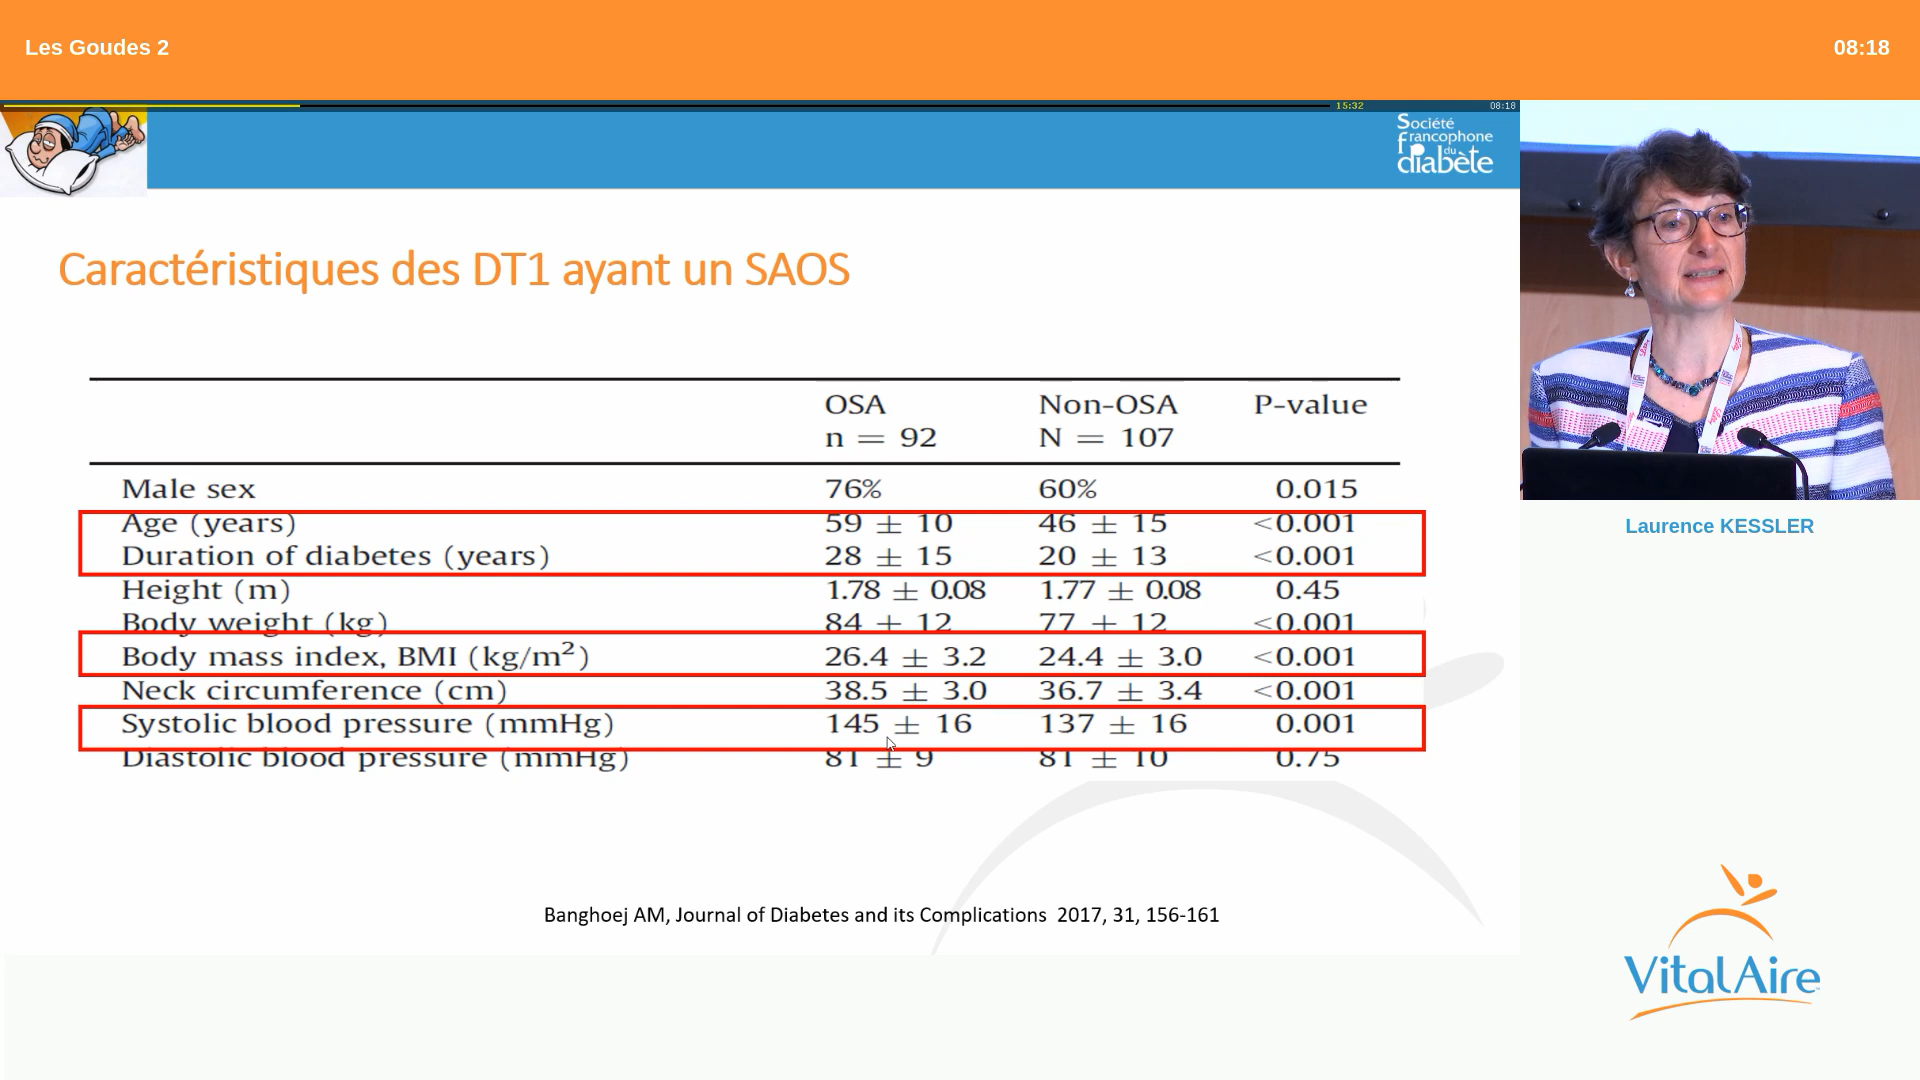 Les Goudes 2
08:18
15:32
08:18
Société
francophone
du
diabète
Caractéristiques des DT1 ayant un SAOS
OSA Non-OSA P-value
n = 92 N = 107
Male sex 76% 60% 0.015
Age (years) 59 ± 10 46 ± 15 <0.001
Duration of diabetes (years) 28 ± 15 20 ± 13 <0.001
Height (m) 1.78 ± 0.08 1.77 ± 0.08 0.45
Body weight (kg) 84 ± 12 77 ± 12 <0.001
Body mass index, BMI (kg/m²) 26.4 ± 3.2 24.4 ± 3.0 <0.001
Neck circumference (cm) 38.5 ± 3.0 36.7 ± 3.4 <0.001
Systolic blood pressure (mmHg) 145 ± 16 137 ± 16 0.001
Diastolic blood pressure (mmHg) 81 ± 9 81 ± 10 0.75
Banghoej AM, Journal of Diabetes and its Complications 2017, 31, 156-161
Laurence KESSLER
VitalAire